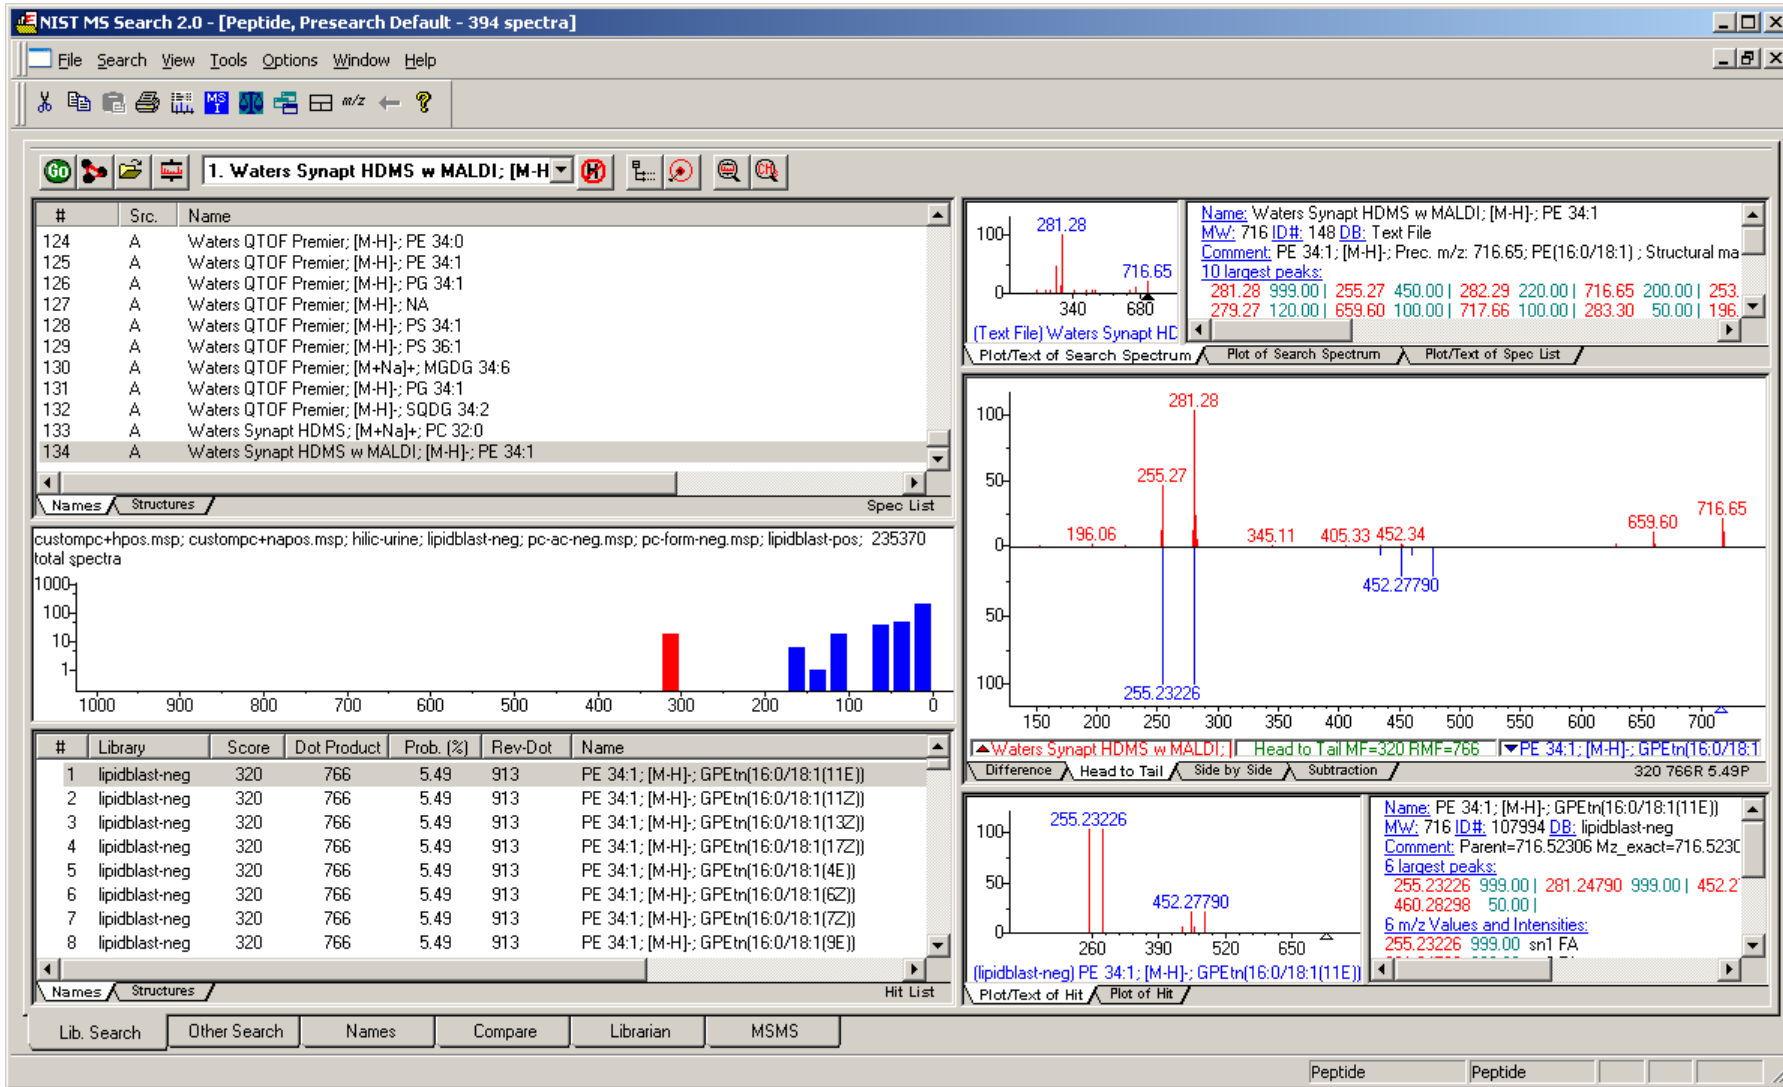 NIST MS Search 2.0 - [Peptide, Presearch Default - 394 spectra]
File Search View Tools Options Window Help
MS I m/z ?
GO 1. Waters Synapt HDMS w MALDI; [M-H H
# Src. Name
124 A Waters QTOF Premier; [M-H]-; PE 34:0
125 A Waters QTOF Premier; [M-H]-; PE 34:1
126 A Waters QTOF Premier; [M-H]-; PG 34:1
127 A Waters QTOF Premier; [M-H]-; NA
128 A Waters QTOF Premier; [M-H]-; PS 34:1
129 A Waters QTOF Premier; [M-H]-; PS 36:1
130 A Waters QTOF Premier; [M+Na]+; MGDG 34:6
131 A Waters QTOF Premier; [M-H]-; PG 34:1
132 A Waters QTOF Premier; [M-H]-; SQDG 34:2
133 A Waters Synapt HDMS; [M+Na]+; PC 32:0
134 A Waters Synapt HDMS w MALDI; [M-H]-; PE 34:1
Names Structures Spec List
custompc+hpos.msp; custompc+napos.msp; hilic-urine; lipidblast-neg; pc-ac-neg.msp; pc-form-neg.msp; lipidblast-pos; 235370
total spectra
1000
100
10
1
1000 900 800 700 600 500 400 300 200 100 0
# Library Score Dot Product Prob. (%) Rev-Dot Name
1 lipidblast-neg 320 766 5.49 913 PE 34:1; [M-H]-; GPEtn(16:0/18:1(11E))
2 lipidblast-neg 320 766 5.49 913 PE 34:1; [M-H]-; GPEtn(16:0/18:1(11Z))
3 lipidblast-neg 320 766 5.49 913 PE 34:1; [M-H]-; GPEtn(16:0/18:1(13Z))
4 lipidblast-neg 320 766 5.49 913 PE 34:1; [M-H]-; GPEtn(16:0/18:1(17Z))
5 lipidblast-neg 320 766 5.49 913 PE 34:1; [M-H]-; GPEtn(16:0/18:1(4E))
6 lipidblast-neg 320 766 5.49 913 PE 34:1; [M-H]-; GPEtn(16:0/18:1(6Z))
7 lipidblast-neg 320 766 5.49 913 PE 34:1; [M-H]-; GPEtn(16:0/18:1(7Z))
8 lipidblast-neg 320 766 5.49 913 PE 34:1; [M-H]-; GPEtn(16:0/18:1(9E))
Names Structures Hit List
281.28
100
716.65
0
340 680
(Text File) Waters Synapt HD
Name: Waters Synapt HDMS w MALDI; [M-H]-; PE 34:1
MW: 716 ID#: 148 DB: Text File
Comment: PE 34:1; [M-H]-; Prec. m/z: 716.65; PE(16:0/18:1) ; Structural ma
10 largest peaks:
281.28 999.00 | 255.27 450.00 | 282.29 220.00 | 716.65 200.00 | 253.
279.27 120.00 | 659.60 100.00 | 717.66 100.00 | 283.30 50.00 | 196.
Plot/Text of Search Spectrum Plot of Search Spectrum Plot/Text of Spec List
281.28
100
255.27
50
716.65
196.06 345.11 405.33 452.34 659.60
0
452.27790
50
100
255.23226
150 200 250 300 350 400 450 500 550 600 650 700
Waters Synapt HDMS w MALDI; [ Head to Tail MF=320 RMF=766 PE 34:1; [M-H]-; GPEtn(16:0/18:1
Difference Head to Tail Side by Side Subtraction 320 766R 5.49P
255.23226
100
50
452.27790
0
260 390 520 650
(lipidblast-neg) PE 34:1; [M-H]-; GPEtn(16:0/18:1(11E))
Name: PE 34:1; [M-H]-; GPEtn(16:0/18:1(11E))
MW: 716 ID#: 107994 DB: lipidblast-neg
Comment: Parent=716.52306 Mz_exact=716.5230
6 largest peaks:
255.23226 999.00 | 281.24790 999.00 | 452.2
460.28298 50.00 |
6 m/z Values and Intensities:
255.23226 999.00 sn1 FA
Plot/Text of Hit Plot of Hit
Lib. Search Other Search Names Compare Librarian MSMS
Peptide Peptide